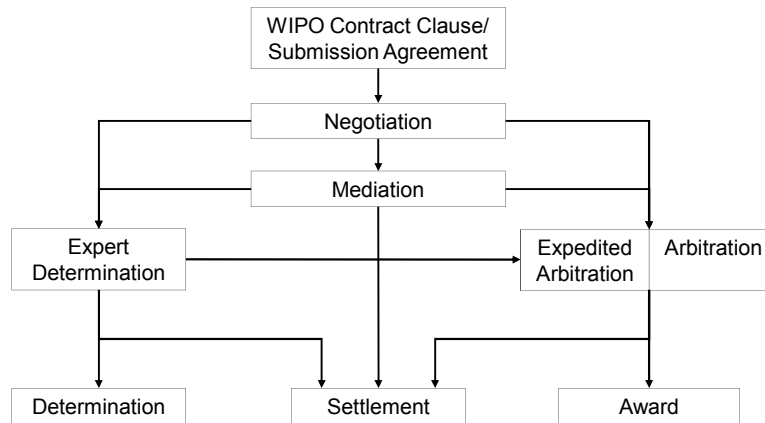 WIPO Contract Clause/
Submission Agreement
Negotiation
Mediation
Expert
Determination
Expedited
Arbitration
Arbitration
Determination
Settlement
Award